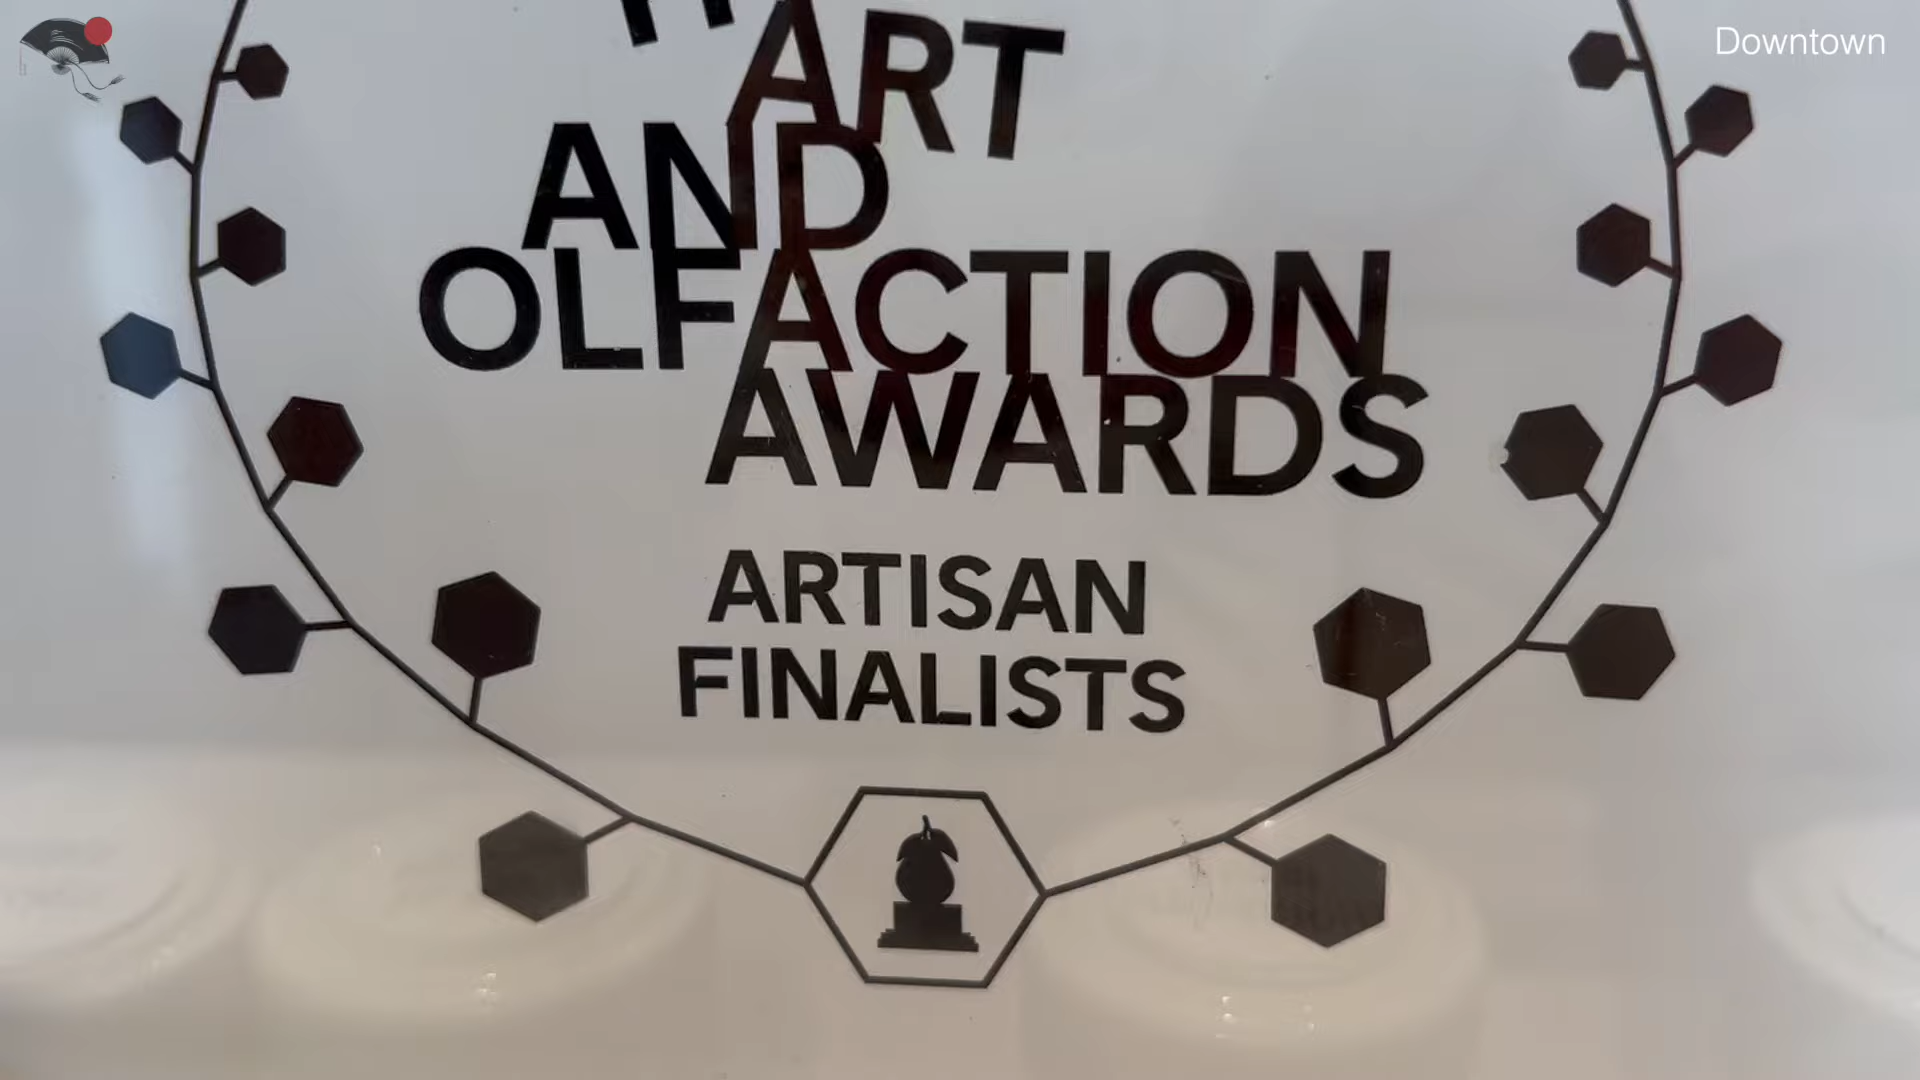 Downtown
ART
AND
OLFACTION
AWARDS
ARTISAN
FINALISTS